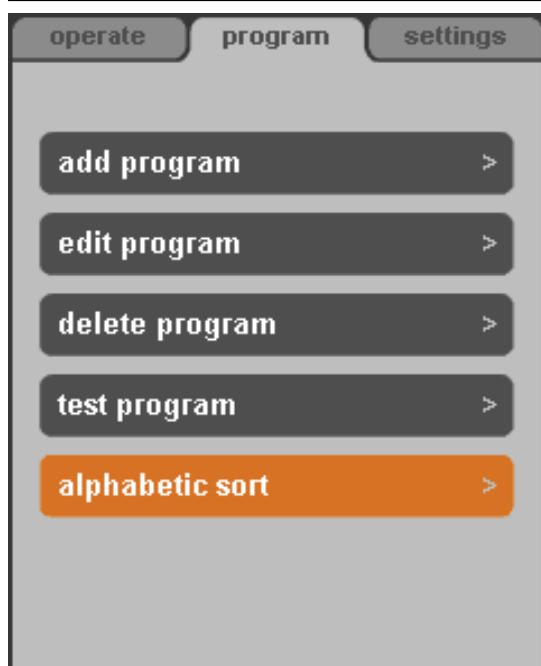 operate program settings
add program >
edit program >
delete program >
test program >
alphabetic sort >